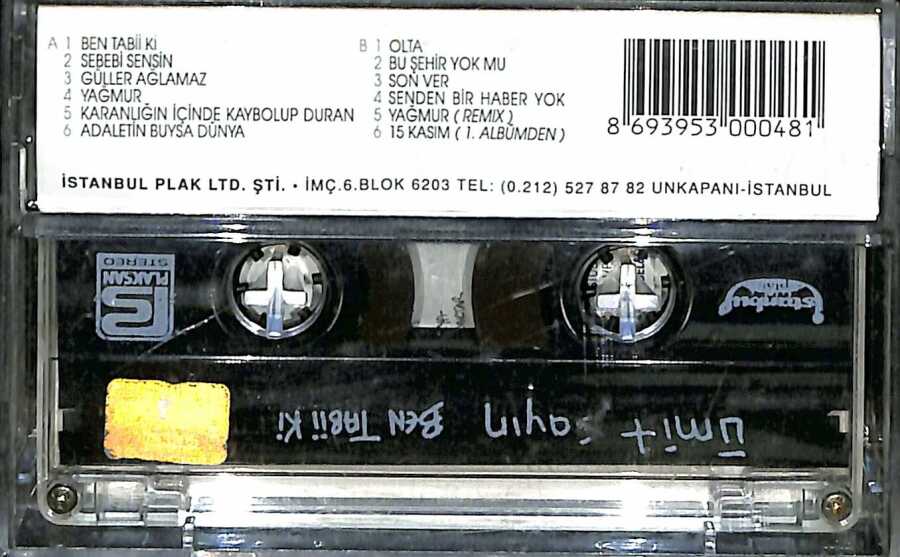 A 1 BEN TABİİ Kİ
2 SEBEBİ SENSİN
3 GÜLLER AĞLAMAZ
4 YAĞMUR
5 KARANLIĞIN İÇİNDE KAYBOLUP DURAN
6 ADALETİN BUYSA DÜNYA
B 1 OLTA
2 BU ŞEHİR YOK MU
3 SON VER
4 SENDEN BİR HABER YOK
5 YAĞMUR ( REMIX )
6 15 KASIM ( 1. ALBÜMDEN )
8 693953 000481
İSTANBUL PLAK LTD. ŞTİ. • İMÇ.6.BLOK 6203 TEL: (0.212) 527 87 82 UNKAPANI-İSTANBUL
PLAKSAN
STEREO
istanbul
PLAK
ümit Sayın BEN TABİİ Kİ